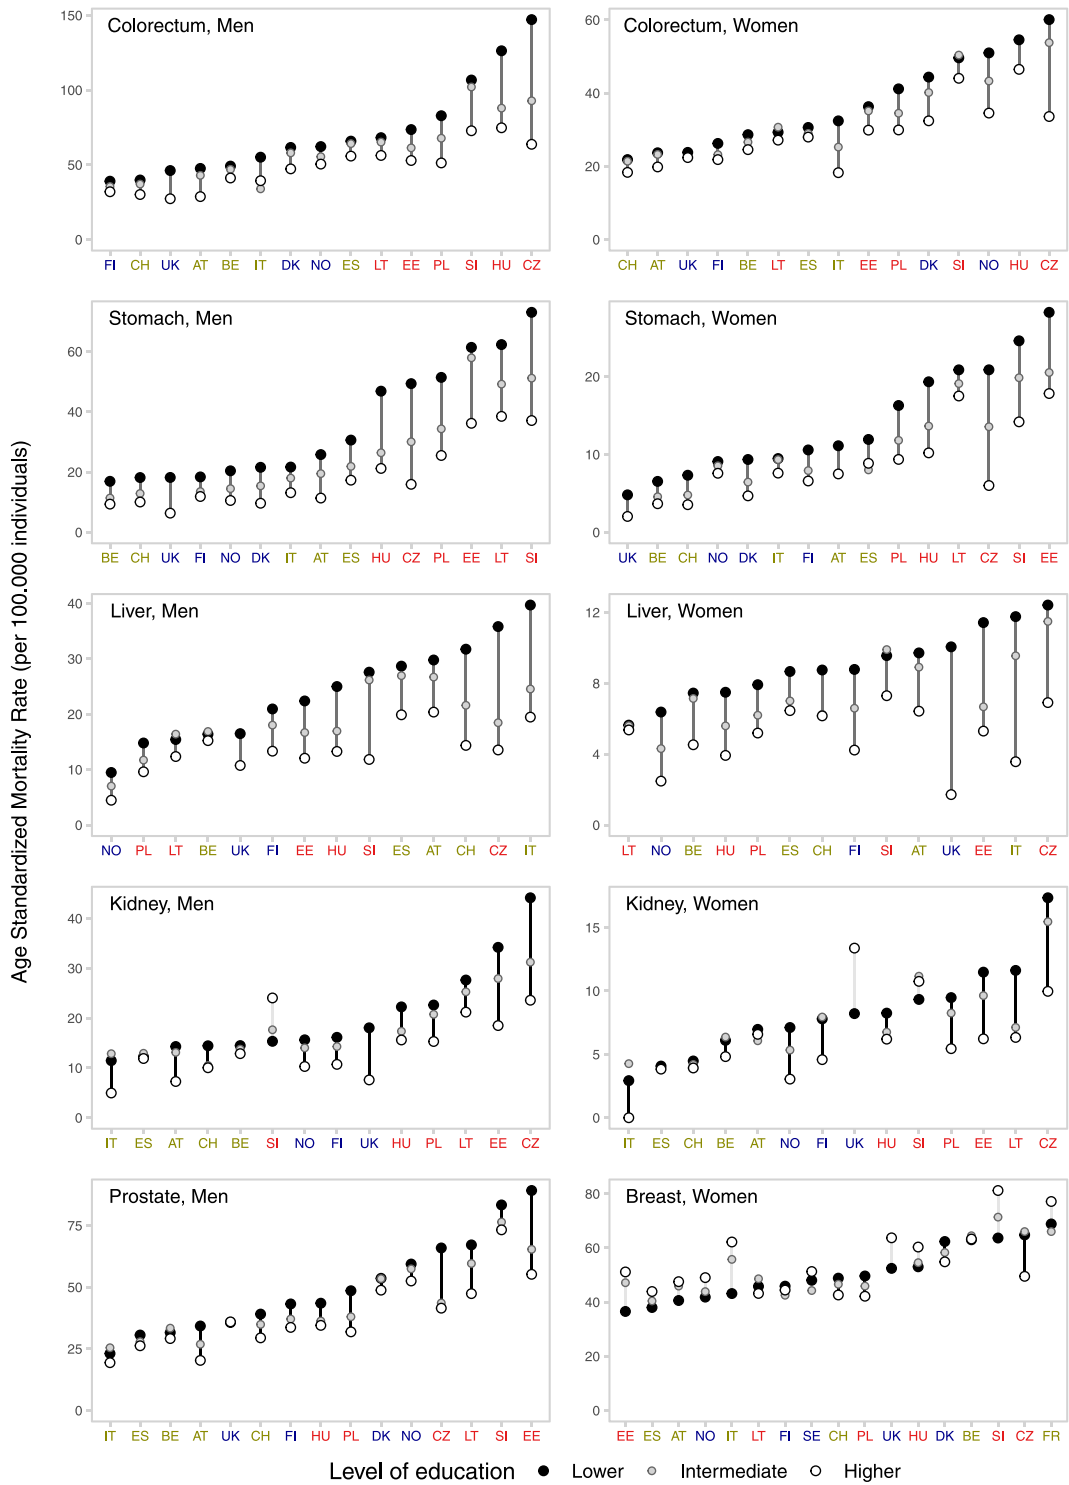 Age Standardized Mortality Rate (per 100.000 individuals)
Colorectum, Men
150
100
50
0
FI CH UK AT BE IT DK NO ES LT EE PL SI HU CZ
Colorectum, Women
60
40
20
0
CH AT UK FI BE LT ES IT EE PL DK SI NO HU CZ
Stomach, Men
60
40
20
0
BE CH UK FI NO DK IT AT ES HU CZ PL EE LT SI
Stomach, Women
20
10
0
UK BE CH NO DK IT FI AT ES PL HU LT CZ SI EE
Liver, Men
40
30
20
10
0
NO PL LT BE UK FI EE HU SI ES AT CH CZ IT
Liver, Women
12
8
4
0
LT NO BE HU PL ES CH FI SI AT UK EE IT CZ
Kidney, Men
40
30
20
10
0
IT ES AT CH BE SI NO FI UK HU PL LT EE CZ
Kidney, Women
15
10
5
0
IT ES CH BE AT NO FI UK HU SI PL EE LT CZ
Prostate, Men
75
50
25
0
IT ES BE AT UK CH FI HU PL DK NO CZ LT SI EE
Breast, Women
80
60
40
20
0
EE ES AT NO IT LT FI SE CH PL UK HU DK BE SI CZ FR
Level of education Lower Intermediate Higher